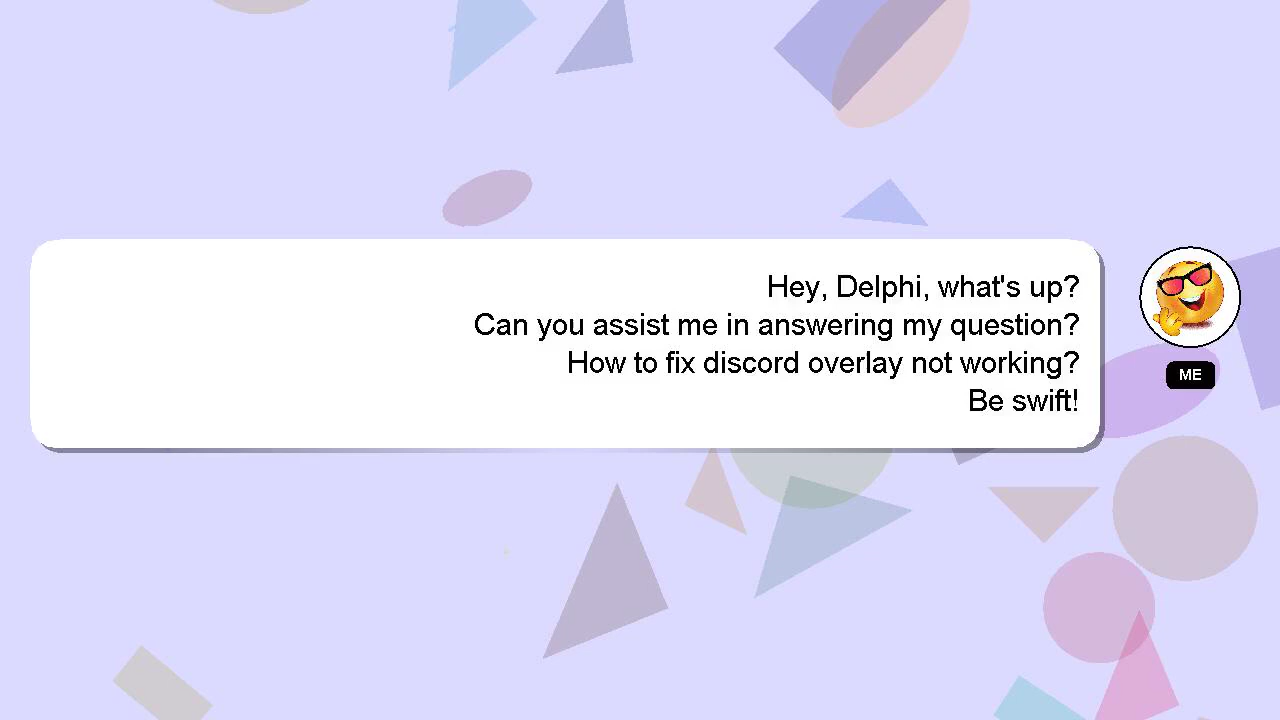 Hey, Delphi, what's up?
Can you assist me in answering my question?
How to fix discord overlay not working?
Be swift!
ME